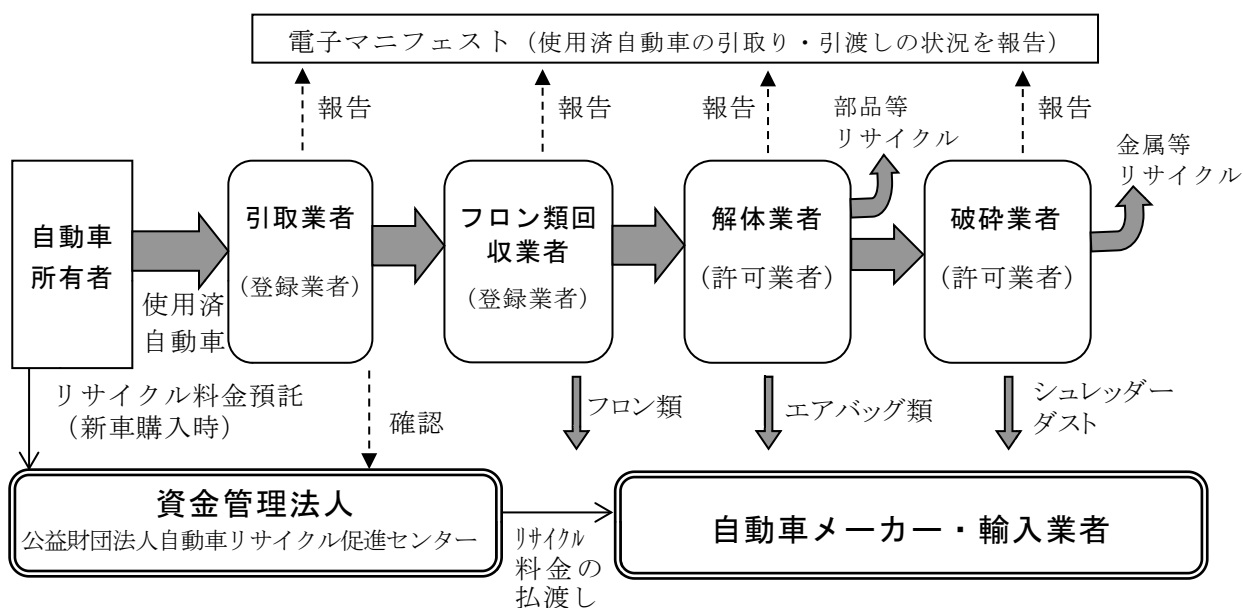 電子マニフェスト（使用済自動車の引取り・引渡しの状況を報告）
報告
報告
報告
報告
部品等
リサイクル
金属等
リサイクル
自動車
所有者
使用済
自動車
引取業者
(登録業者)
フロン類回
収業者
(登録業者)
解体業者
(許可業者)
破砕業者
(許可業者)
リサイクル料金預託
（新車購入時）
確認
フロン類
エアバッグ類
シュレッダー
ダスト
資金管理法人
公益財団法人自動車リサイクル促進センター
リサイクル
料金の
払渡し
自動車メーカー・輸入業者